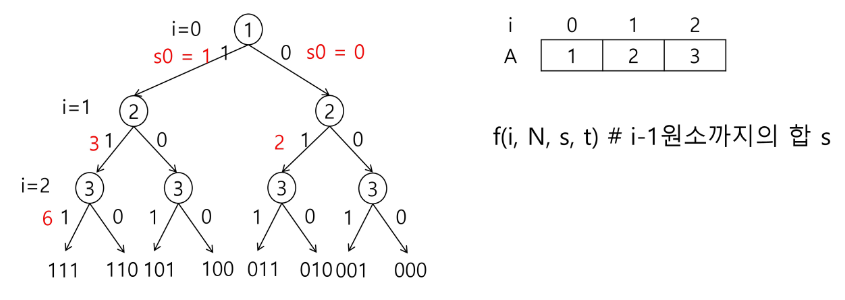 i=0 1
s0 = 1 1 0 s0 = 0
i=1 2 2
3 1 0 2 1 0
i=2 3 3 3 3
6 1 0 1 0 1 0 1 0
111 110 101 100 011 010 001 000
i 0 1 2
A 1 2 3
f(i, N, s, t) # i-1원소까지의 합 s